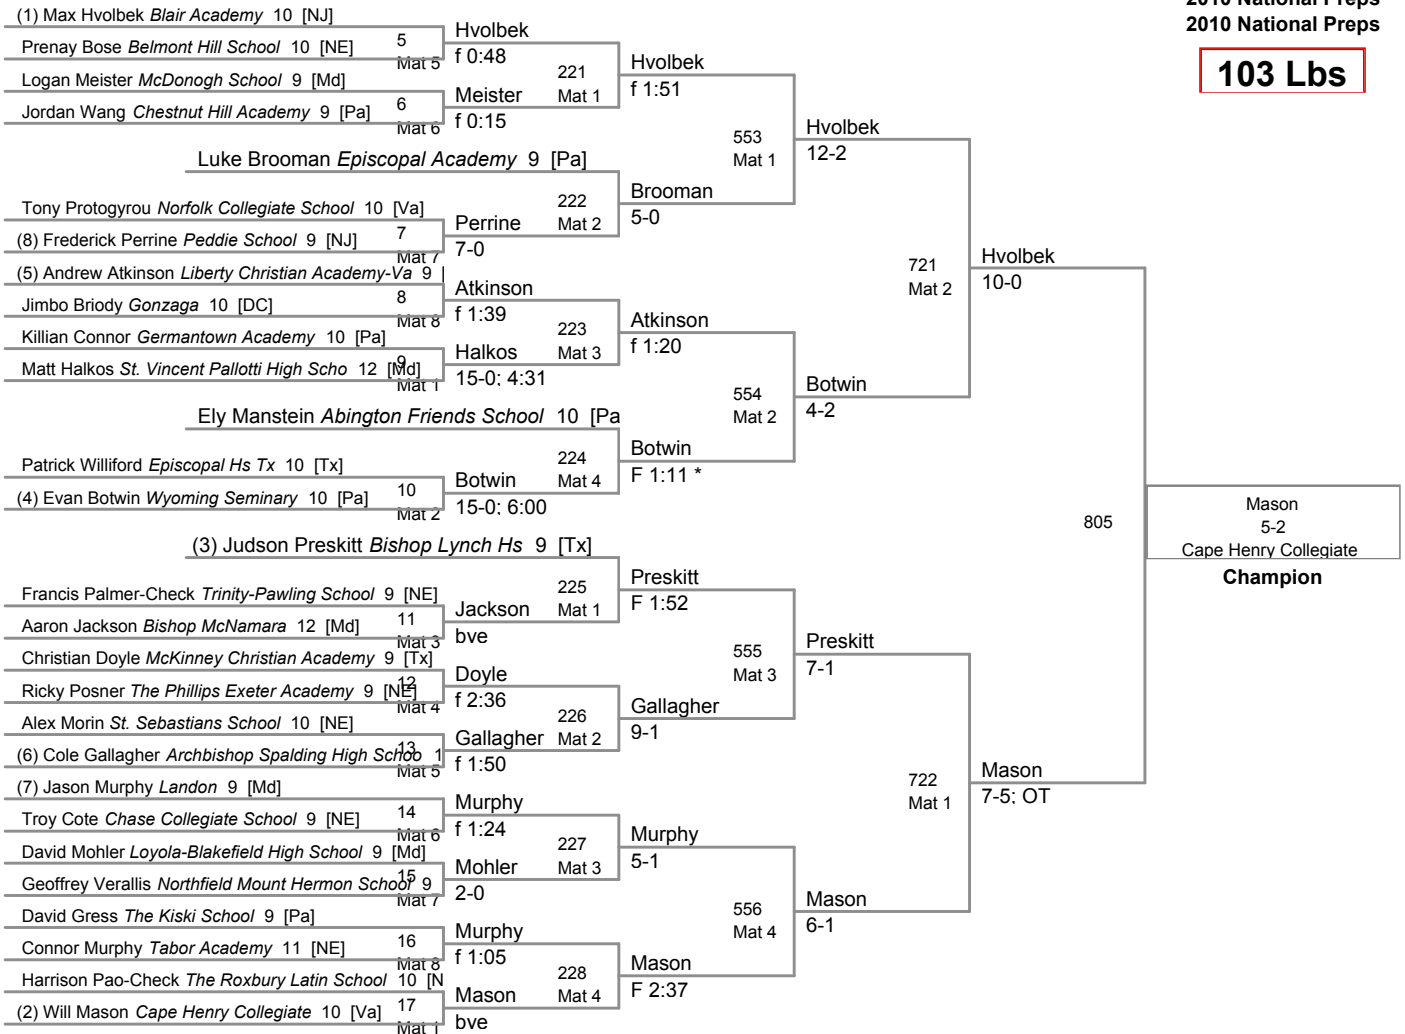 2010 National Preps
2010 National Preps
103 Lbs
(1) Max Hvolbek Blair Academy 10 [NJ]
Prenay Bose Belmont Hill School 10 [NE]
5
Mat 5
Hvolbek
f 0:48
Logan Meister McDonogh School 9 [Md]
Jordan Wang Chestnut Hill Academy 9 [Pa]
6
Mat 6
Meister
f 0:15
221
Mat 1
Hvolbek
f 1:51
Luke Brooman Episcopal Academy 9 [Pa]
Tony Protogyrou Norfolk Collegiate School 10 [Va]
(8) Frederick Perrine Peddie School 9 [NJ]
7
Mat 7
Perrine
7-0
222
Mat 2
Brooman
5-0
553
Mat 1
Hvolbek
12-2
(5) Andrew Atkinson Liberty Christian Academy-Va 9 [
Jimbo Briody Gonzaga 10 [DC]
8
Mat 8
Atkinson
f 1:39
Killian Connor Germantown Academy 10 [Pa]
Matt Halkos St. Vincent Pallotti High Scho 12 [Md]
9
Mat 1
Halkos
15-0; 4:31
223
Mat 3
Atkinson
f 1:20
Ely Manstein Abington Friends School 10 [Pa
Patrick Williford Episcopal Hs Tx 10 [Tx]
(4) Evan Botwin Wyoming Seminary 10 [Pa]
10
Mat 2
Botwin
15-0; 6:00
224
Mat 4
Botwin
F 1:11 *
554
Mat 2
Botwin
4-2
721
Mat 2
Hvolbek
10-0
(3) Judson Preskitt Bishop Lynch Hs 9 [Tx]
Francis Palmer-Check Trinity-Pawling School 9 [NE]
Aaron Jackson Bishop McNamara 12 [Md]
11
Mat 3
Jackson
bye
225
Mat 1
Preskitt
F 1:52
Christian Doyle McKinney Christian Academy 9 [Tx]
Ricky Posner The Phillips Exeter Academy 9 [NE]
12
Mat 4
Doyle
f 2:36
Alex Morin St. Sebastians School 10 [NE]
(6) Cole Gallagher Archbishop Spalding High Schoo 1
13
Mat 5
Gallagher
f 1:50
226
Mat 2
Gallagher
9-1
555
Mat 3
Preskitt
7-1
(7) Jason Murphy Landon 9 [Md]
Troy Cote Chase Collegiate School 9 [NE]
14
Mat 6
Murphy
f 1:24
David Mohler Loyola-Blakefield High School 9 [Md]
Geoffrey Verallis Northfield Mount Hermon School 9
15
Mat 7
Mohler
2-0
227
Mat 3
Murphy
5-1
David Gress The Kiski School 9 [Pa]
Connor Murphy Tabor Academy 11 [NE]
16
Mat 8
Murphy
f 1:05
Harrison Pao-Check The Roxbury Latin School 10 [N
(2) Will Mason Cape Henry Collegiate 10 [Va]
17
Mat 1
Mason
bye
228
Mat 4
Mason
F 2:37
556
Mat 4
Mason
6-1
722
Mat 1
Mason
7-5; OT
805
Mason
5-2
Cape Henry Collegiate
Champion